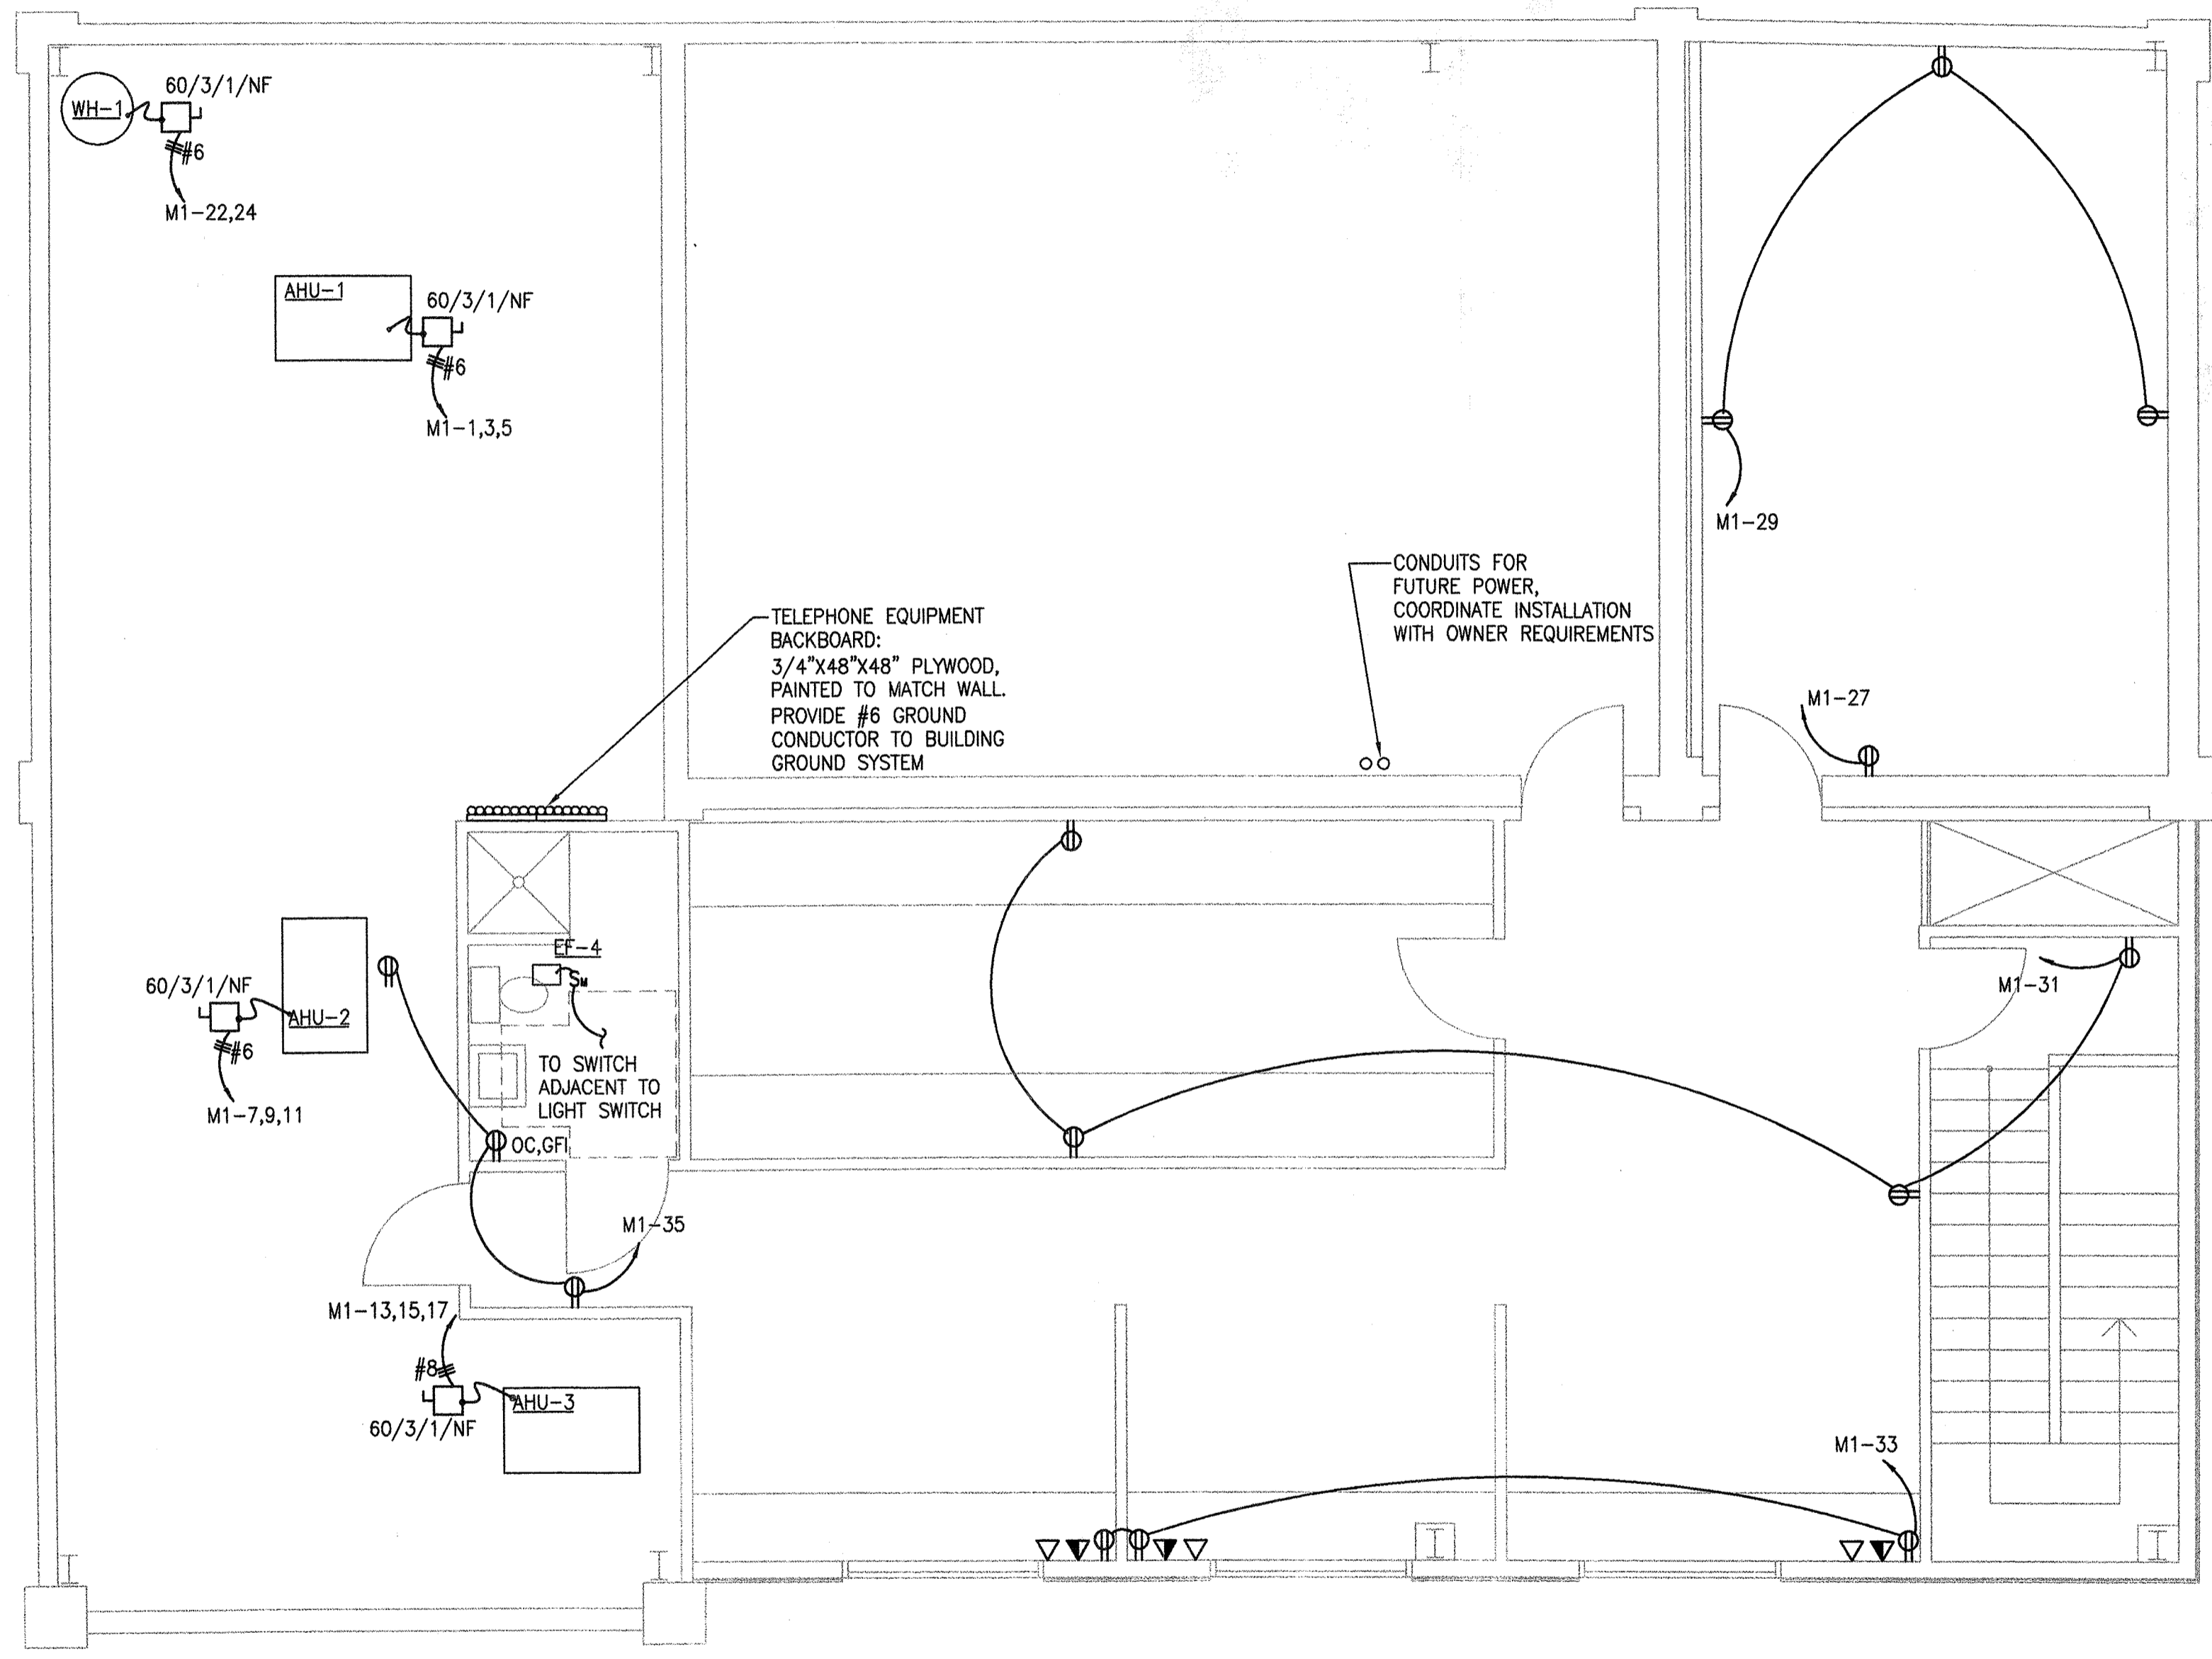 60/3/1/NF
WH-1
#6
M1-22,24
AHU-1
60/3/1/NF
#6
M1-1,3,5
M1-29
CONDUITS FOR
FUTURE POWER,
COORDINATE INSTALLATION
WITH OWNER REQUIREMENTS
TELEPHONE EQUIPMENT
BACKBOARD:
3/4"X48"X48" PLYWOOD,
PAINTED TO MATCH WALL.
PROVIDE #6 GROUND
CONDUCTOR TO BUILDING
GROUND SYSTEM
M1-27
EF-4
SM
60/3/1/NF
AHU-2
#6
M1-7,9,11
M1-31
TO SWITCH
ADJACENT TO
LIGHT SWITCH
OC,GFI
M1-35
M1-13,15,17
#8
AHU-3
60/3/1/NF
M1-33